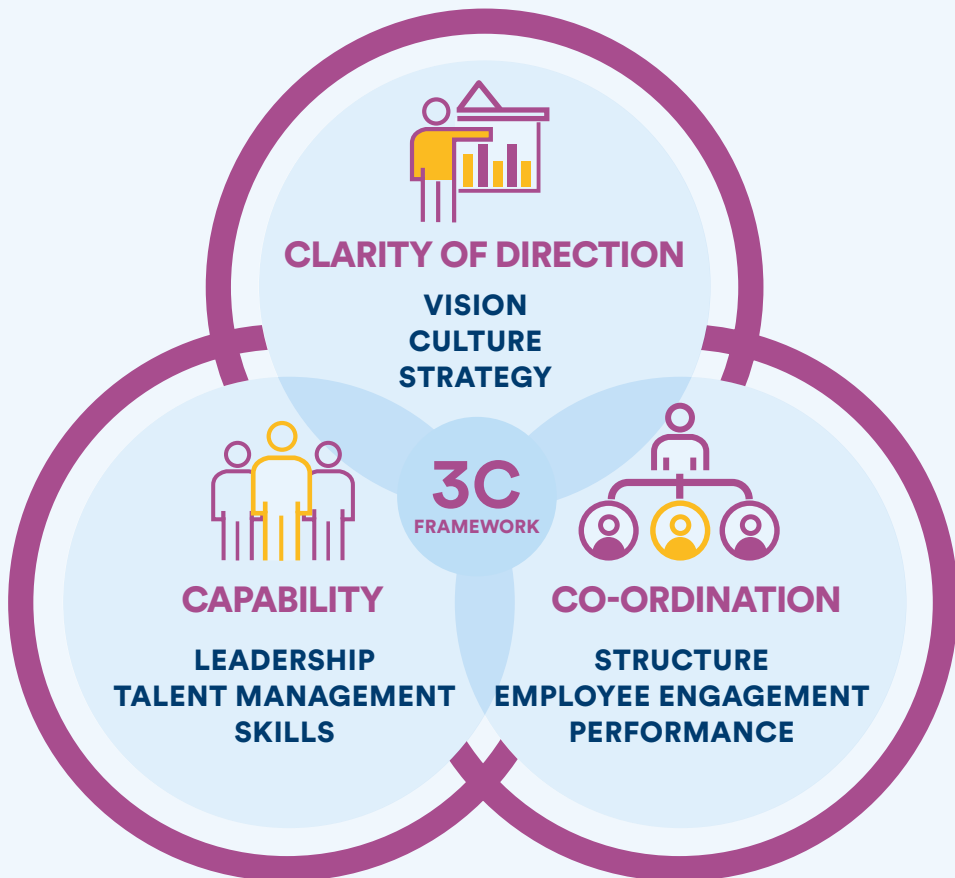 CLARITY OF DIRECTION
VISION
CULTURE
STRATEGY
3C
FRAMEWORK
CAPABILITY
LEADERSHIP
TALENT MANAGEMENT
SKILLS
CO-ORDINATION
STRUCTURE
EMPLOYEE ENGAGEMENT
PERFORMANCE